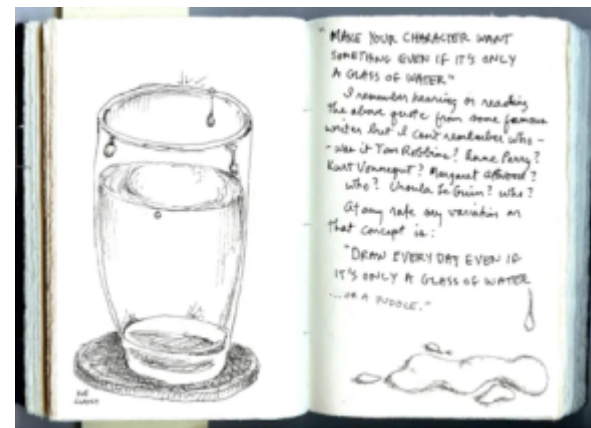 "MAKE YOUR CHARACTER WANT
SOMETHING EVEN IF IT'S ONLY
A GLASS OF WATER"
I remember hearing or reading
the above quote from some famous
writer but I can't remember who -
- was it Tom Robbins? Anne Perry?
Kurt Vonnegut? Margaret Atwood?
who? Ursula Le Guin? who?
At any rate my variation on
that concept is:
"DRAW EVERY DAY EVEN IF
IT'S ONLY A GLASS OF WATER
...OR A PUDDLE."